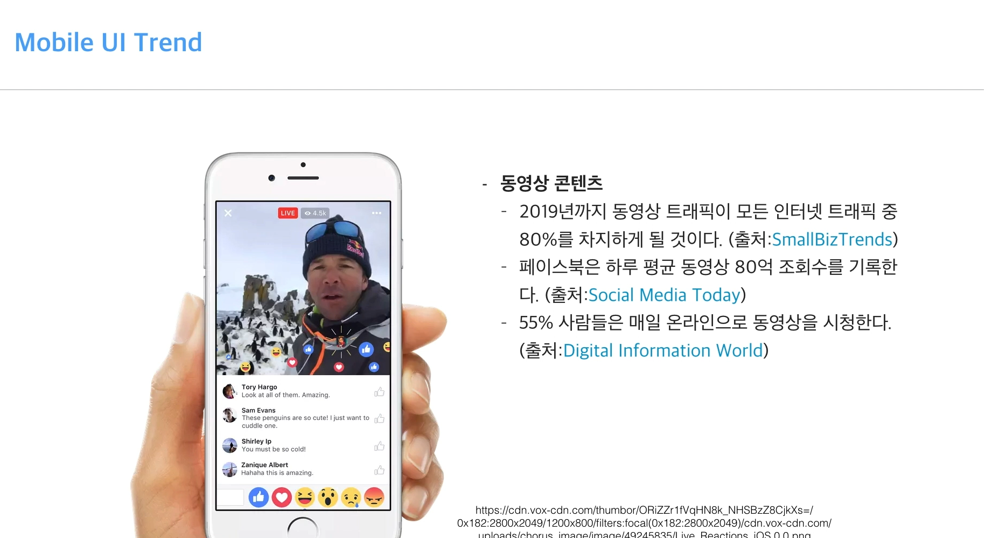 Mobile UI Trend
LIVE 4.5k
RedBull
Tory Hargo
Look at all of them. Amazing.
Sam Evans
These penguins are so cute! I just want to
cuddle one.
Shirley Ip
You must be so cold!
Zanique Albert
Hahaha this is amazing.
- 동영상 콘텐츠
- 2019년까지 동영상 트래픽이 모든 인터넷 트래픽 중
80%를 차지하게 될 것이다. (출처:SmallBizTrends)
- 페이스북은 하루 평균 동영상 80억 조회수를 기록한
다. (출처:Social Media Today)
- 55% 사람들은 매일 온라인으로 동영상을 시청한다.
(출처:Digital Information World)
https://cdn.vox-cdn.com/thumbor/ORiZZr1fVqHN8k_NHSBzZ8CjkXs=/
0x182:2800x2049/1200x800/filters:focal(0x182:2800x2049)/cdn.vox-cdn.com/
uploads/chorus_image/image/49245835/Live_Reactions_iOS.0.0.png